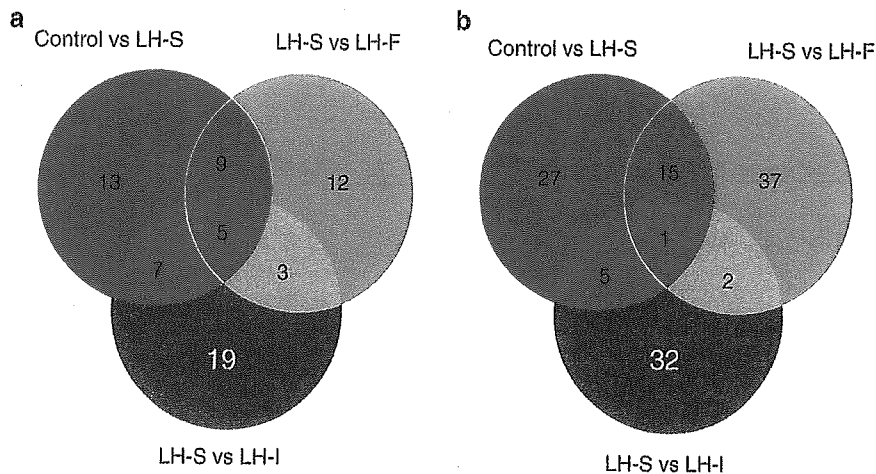 a
Control vs LH-S
LH-S vs LH-F
13
9
12
5
7
3
19
LH-S vs LH-I
b
Control vs LH-S
LH-S vs LH-F
27
15
37
1
5
2
32
LH-S vs LH-I